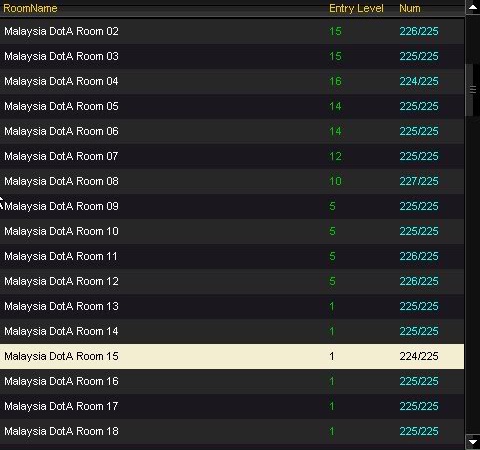 RoomName Entry Level Num
Malaysia DotA Room 02 15 226/225
Malaysia DotA Room 03 15 225/225
Malaysia DotA Room 04 16 224/225
Malaysia DotA Room 05 14 225/225
Malaysia DotA Room 06 14 225/225
Malaysia DotA Room 07 12 225/225
Malaysia DotA Room 08 10 227/225
Malaysia DotA Room 09 5 225/225
Malaysia DotA Room 10 5 225/225
Malaysia DotA Room 11 5 226/225
Malaysia DotA Room 12 5 226/225
Malaysia DotA Room 13 1 225/225
Malaysia DotA Room 14 1 225/225
Malaysia DotA Room 15 1 224/225
Malaysia DotA Room 16 1 225/225
Malaysia DotA Room 17 1 225/225
Malaysia DotA Room 18 1 225/225